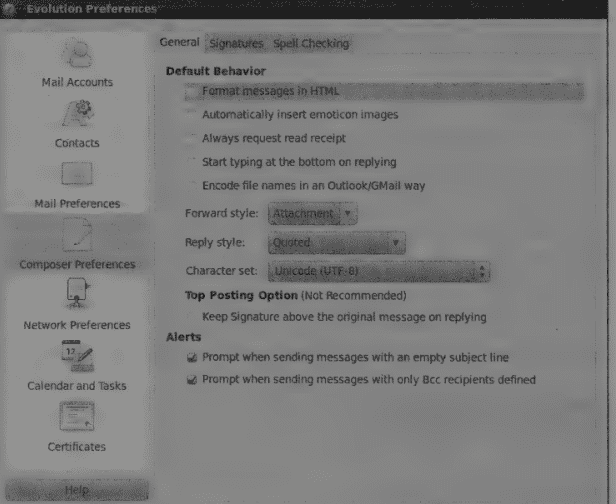 Evolution Preferences
Mail Accounts
Contacts
Mail Preferences
Composer Preferences
Network Preferences
Calendar and Tasks
Certificates
Help
General Signatures Spell Checking
Default Behavior
Format messages in HTML
Automatically insert emoticon images
Always request read receipt
Start typing at the bottom on replying
Encode file names in an Outlook/GMail way
Forward style: Attachment
Reply style: Quoted
Character set: Unicode (UTF-8)
Top Posting Option (Not Recommended)
Keep Signature above the original message on replying
Alerts
Prompt when sending messages with an empty subject line
Prompt when sending messages with only Bcc recipients defined